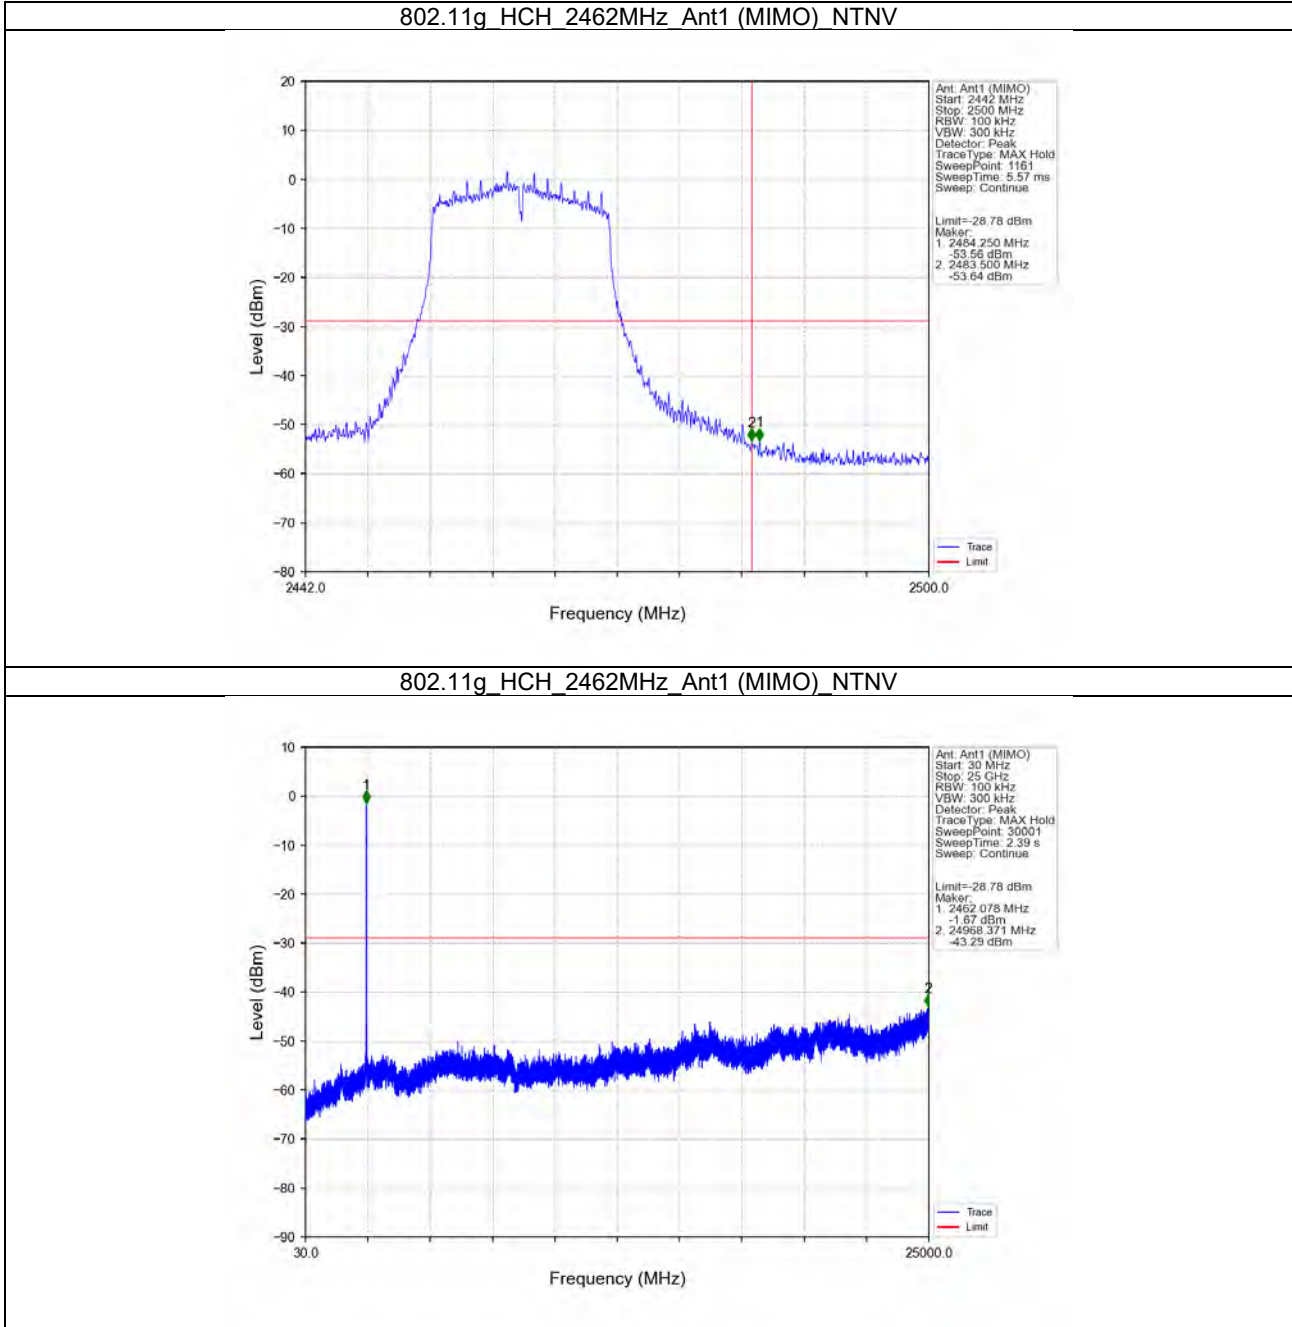 802.11g_HCH_2462MHz_Ant1 (MIMO)_NTNV
20
10
0
−10
−20
−30
−40
−50
−60
−70
−80
Level (dBm)
21
2442.0
2500.0
Frequency (MHz)
Ant: Ant1 (MIMO)
Start: 2442 MHz
Stop: 2500 MHz
RBW: 100 kHz
VBW: 300 kHz
Detector: Peak
TraceType: MAX Hold
SweepPoint: 1161
SweepTime: 5.57 ms
Sweep: Continue
Limit=-28.78 dBm
Maker:
1. 2484.250 MHz
-53.56 dBm
2. 2483.500 MHz
-53.64 dBm
Trace
Limit
802.11g_HCH_2462MHz_Ant1 (MIMO)_NTNV
10
0
−10
−20
−30
−40
−50
−60
−70
−80
−90
Level (dBm)
1
2
30.0
25000.0
Frequency (MHz)
Ant: Ant1 (MIMO)
Start: 30 MHz
Stop: 25 GHz
RBW: 100 kHz
VBW: 300 kHz
Detector: Peak
TraceType: MAX Hold
SweepPoint: 30001
SweepTime: 2.39 s
Sweep: Continue
Limit=-28.78 dBm
Maker:
1. 2462.078 MHz
-1.67 dBm
2. 24968.371 MHz
-43.29 dBm
Trace
Limit